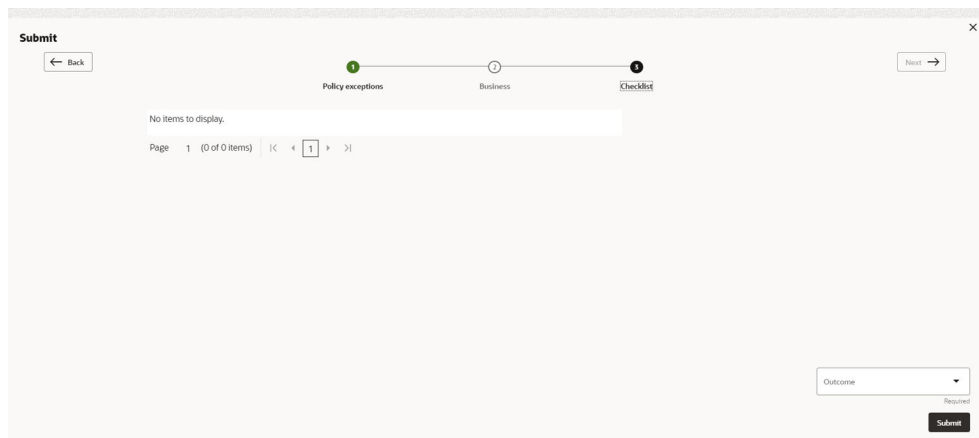 Submit
Back
Next
1
2
3
Policy exceptions
Business
Checklist
No items to display.
Page 1 (0 of 0 items) 1
Outcome
Required
Submit